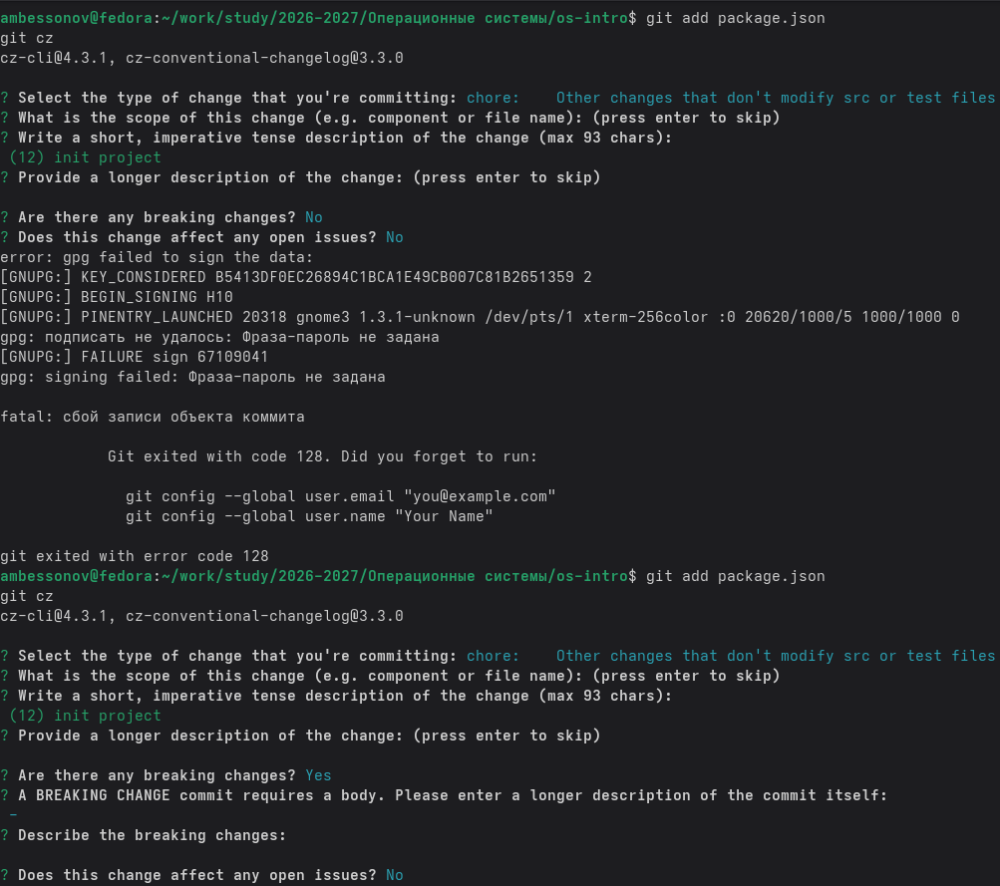 ambessonov@fedora:~/work/study/2026-2027/Операционные системы/os-intro$ git add package.json
git cz
cz-cli@4.3.1, cz-conventional-changelog@3.3.0
? Select the type of change that you're committing: chore:    Other changes that don't modify src or test files
? What is the scope of this change (e.g. component or file name): (press enter to skip)
? Write a short, imperative tense description of the change (max 93 chars):
 (12) init project
? Provide a longer description of the change: (press enter to skip)
? Are there any breaking changes? No
? Does this change affect any open issues? No
error: gpg failed to sign the data:
[GNUPG:] KEY_CONSIDERED B5413DF0EC26894C1BCA1E49CB007C81B2651359 2
[GNUPG:] BEGIN_SIGNING H10
[GNUPG:] PINENTRY_LAUNCHED 20318 gnome3 1.3.1-unknown /dev/pts/1 xterm-256color :0 20620/1000/5 1000/1000 0
gpg: подписать не удалось: Фраза-пароль не задана
[GNUPG:] FAILURE sign 67109041
gpg: signing failed: Фраза-пароль не задана
fatal: сбой записи объекта коммита
            Git exited with code 128. Did you forget to run:
              git config --global user.email "you@example.com"
              git config --global user.name "Your Name"
git exited with error code 128
ambessonov@fedora:~/work/study/2026-2027/Операционные системы/os-intro$ git add package.json
git cz
cz-cli@4.3.1, cz-conventional-changelog@3.3.0
? Select the type of change that you're committing: chore:    Other changes that don't modify src or test files
? What is the scope of this change (e.g. component or file name): (press enter to skip)
? Write a short, imperative tense description of the change (max 93 chars):
 (12) init project
? Provide a longer description of the change: (press enter to skip)
? Are there any breaking changes? Yes
? A BREAKING CHANGE commit requires a body. Please enter a longer description of the commit itself:
 -
? Describe the breaking changes:
? Does this change affect any open issues? No